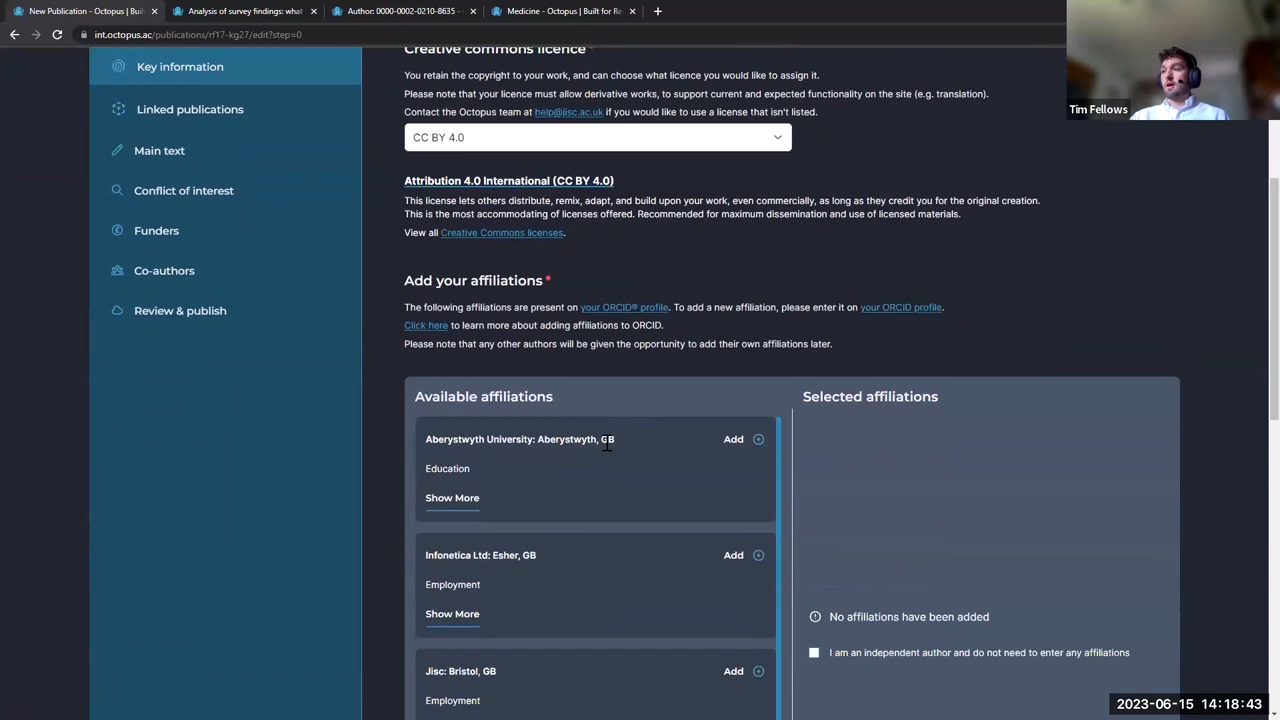 New Publication - Octopus | Built
Analysis of survey findings: what
Author: 0000-0002-0210-8635 -
Medicine - Octopus | Built for Re
int.octopus.ac/publications/rf17-kg27/edit?step=0
Tim Fellows
Key information
Linked publications
Main text
Conflict of interest
Funders
Co-authors
Review & publish
Creative commons licence *
You retain the copyright to your work, and can choose what licence you would like to assign it.
Please note that your licence must allow derivative works, to support current and expected functionality on the site (e.g. translation).
Contact the Octopus team at help@jisc.ac.uk if you would like to use a license that isn't listed.
CC BY 4.0
Attribution 4.0 International (CC BY 4.0)
This license lets others distribute, remix, adapt, and build upon your work, even commercially, as long as they credit you for the original creation.
This is the most accommodating of licenses offered. Recommended for maximum dissemination and use of licensed materials.
View all Creative Commons licenses.
Add your affiliations *
The following affiliations are present on your ORCID® profile. To add a new affiliation, please enter it on your ORCID profile.
Click here to learn more about adding affiliations to ORCID.
Please note that any other authors will be given the opportunity to add their own affiliations later.
Available affiliations
Aberystwyth University: Aberystwyth, GB
Add
Education
Show More
Infonetica Ltd: Esher, GB
Add
Employment
Show More
Jisc: Bristol, GB
Add
Employment
Selected affiliations
No affiliations have been added
I am an independent author and do not need to enter any affiliations
2023-06-15 14:18:43